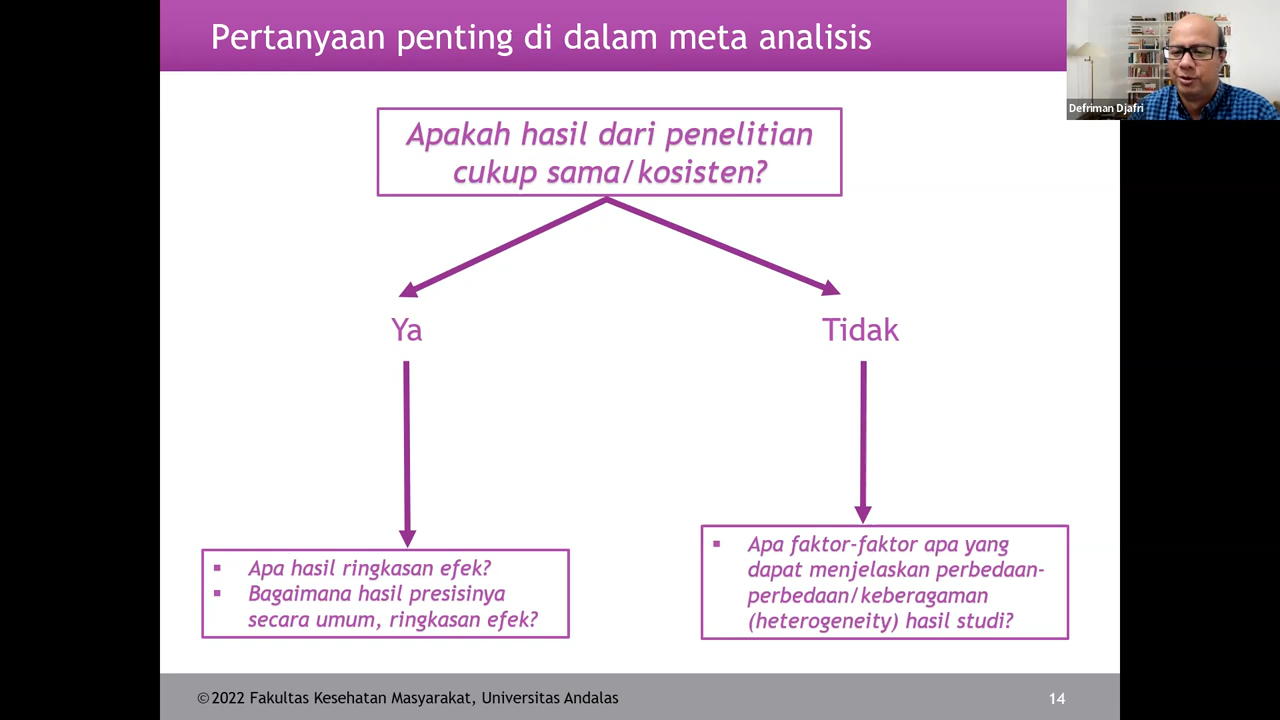 Pertanyaan penting di dalam meta analisis
Defriman Djafri
Apakah hasil dari penelitian
cukup sama/kosisten?
Ya
Tidak
▪ Apa hasil ringkasan efek?
▪ Bagaimana hasil presisinya
secara umum, ringkasan efek?
▪ Apa faktor-faktor apa yang
dapat menjelaskan perbedaan-
perbedaan/keberagaman
(heterogeneity) hasil studi?
©2022 Fakultas Kesehatan Masyarakat, Universitas Andalas
14